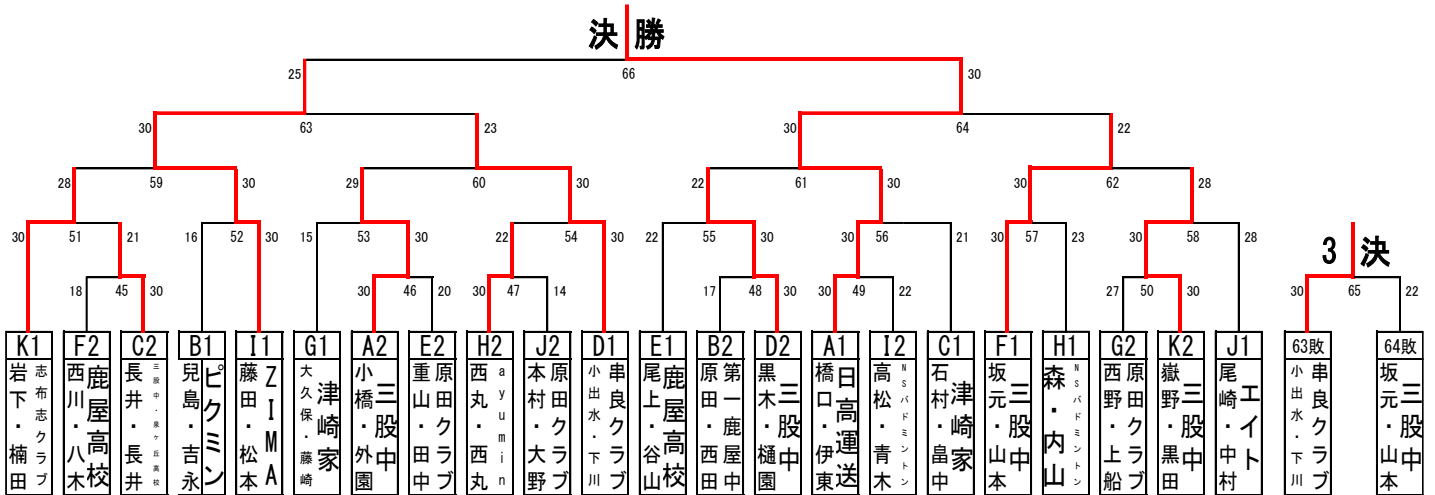 決 勝
25 66 30
30 63 23 30 64 22
28 59 30 29 60 30 22 61 30 30 62 28
30 51 21 16 52 30 15 53 30 22 54 30 22 55 30 30 56 21 30 57 23 30 58 28
3 決
18 45 30 30 46 20 30 47 14 17 48 30 30 49 22 27 50 30 30 65 22
K1 F2 C2 B1 I1 G1 A2 E2 H2 J2 D1 E1 B2 D2 A1 I2 C1 F1 H1 G2 K2 J1 63敗 64敗
志布志クラブ
岩下・楠田
鹿屋高校
西川・八木
三股中・泉ヶ丘高校
長井・長井
ピクミン
兒島・吉永
ZIMA
藤田・松本
津崎家
大久保・藤崎
三股中
小橋・外園
原田クラブ
重山・田中
ayumin
西丸・西丸
原田クラブ
本村・大野
串良クラブ
小出水・下川
鹿屋高校
尾上・谷山
第一鹿屋中
原田・西田
三股中
黒木・樋園
日高運送
橋口・伊東
NSバドミントン
高松・青木
津崎家
石村・畠中
三股中
坂元・山本
NSバドミントン
森・内山
原田クラブ
西野・上船
三股中
嶽野・黒田
エイト
尾崎・中村
串良クラブ
小出水・下川
三股中
坂元・山本